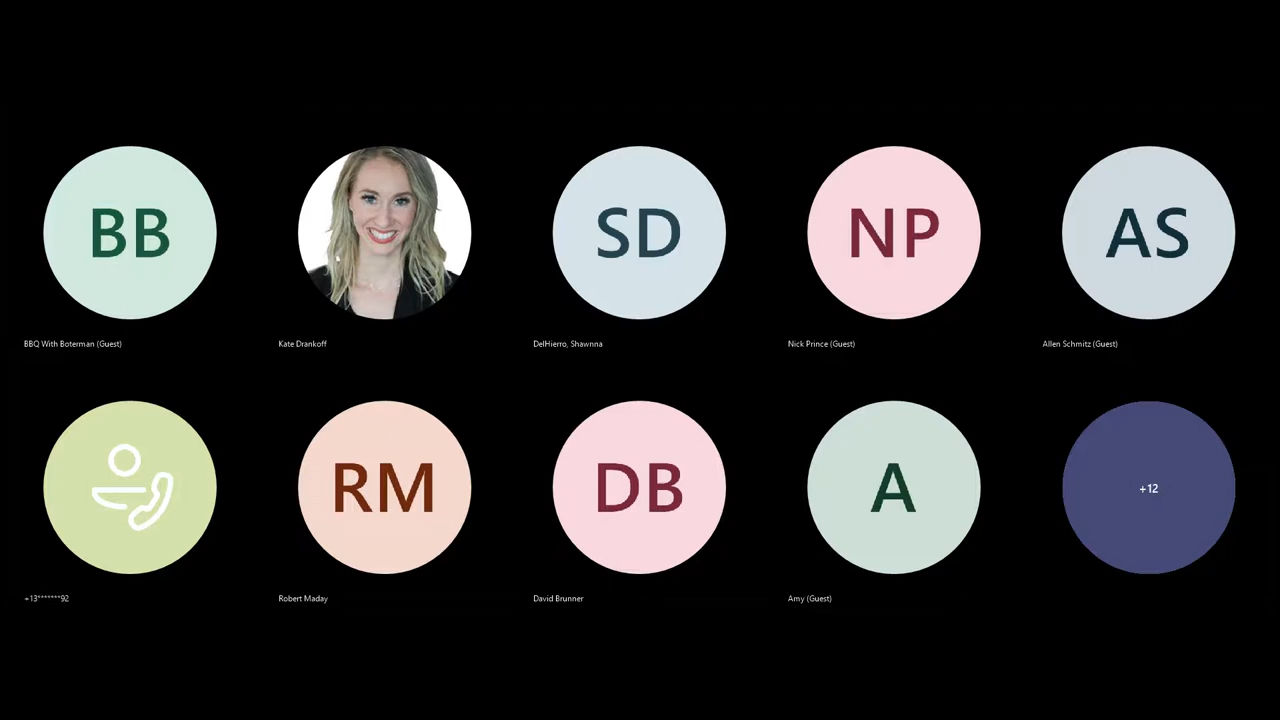 BB
SD
NP
AS
BBQ With Boterman (Guest)
Kate Drankoff
DelHierro, Shawnna
Nick Prince (Guest)
Allen Schmitz (Guest)
RM
DB
A
+12
+13*******92
Robert Maday
David Brunner
Amy (Guest)